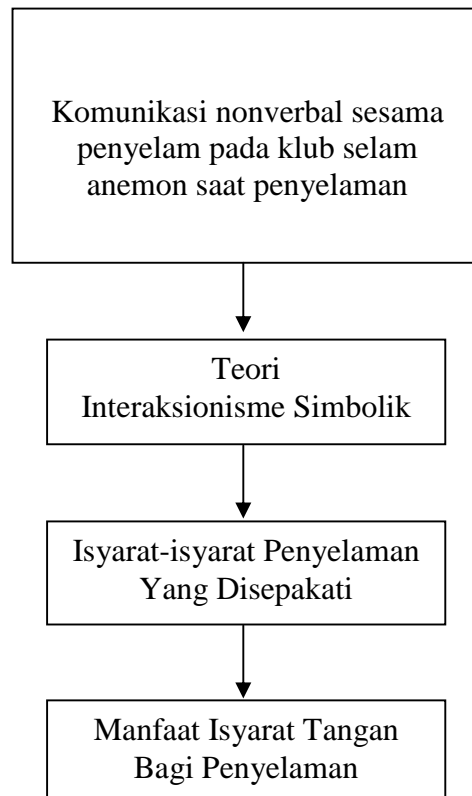 Komunikasi nonverbal sesama
penyelam pada klub selam
anemon saat penyelaman
Teori
Interaksionisme Simbolik
Isyarat-isyarat Penyelaman
Yang Disepakati
Manfaat Isyarat Tangan
Bagi Penyelaman